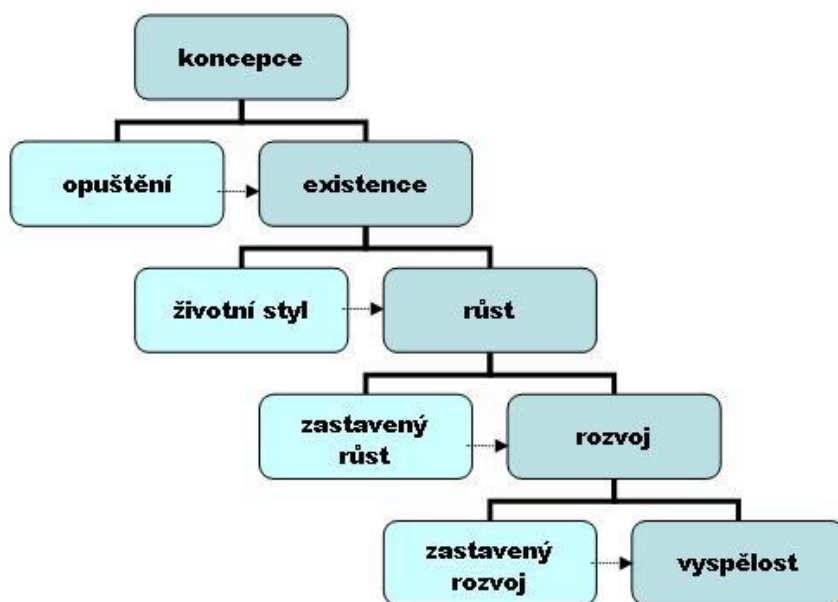 koncepce
opuštění
existence
životní styl
růst
zastavený
růst
rozvoj
zastavený
rozvoj
vyspělost